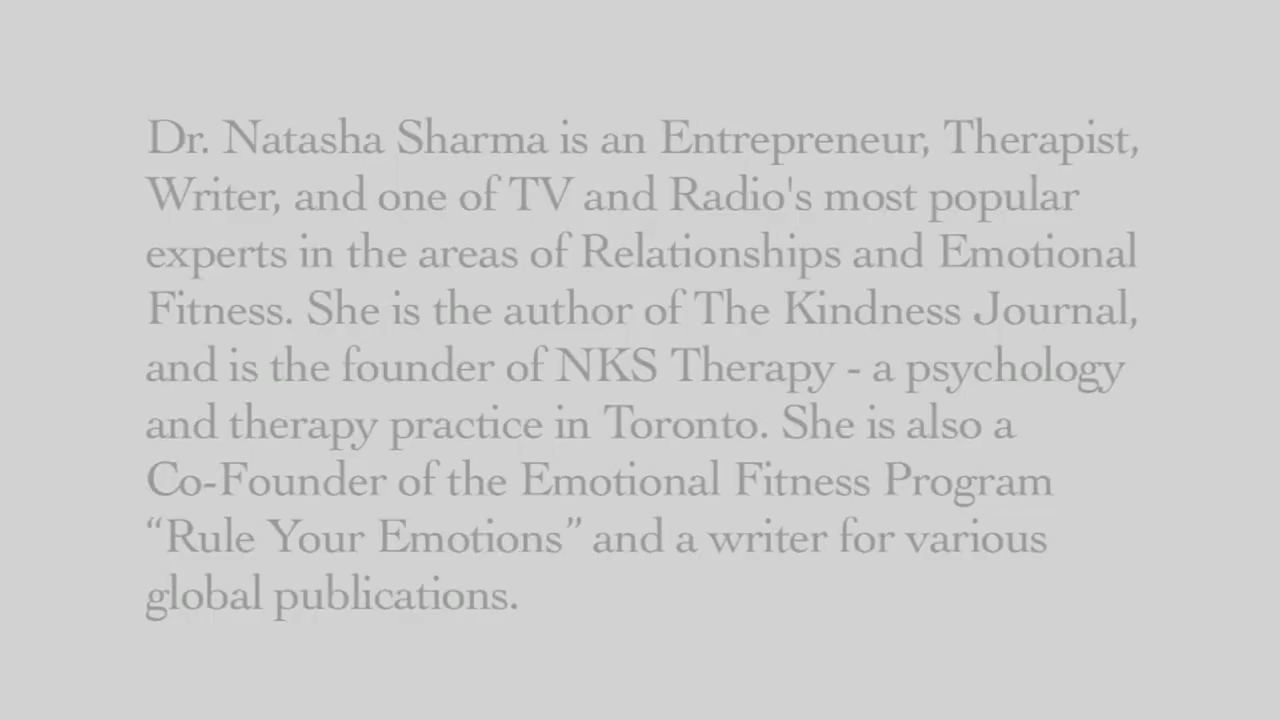 Dr. Natasha Sharma is an Entrepreneur, Therapist,
Writer, and one of TV and Radio's most popular
experts in the areas of Relationships and Emotional
Fitness. She is the author of The Kindness Journal,
and is the founder of NKS Therapy - a psychology
and therapy practice in Toronto. She is also a
Co-Founder of the Emotional Fitness Program
“Rule Your Emotions” and a writer for various
global publications.